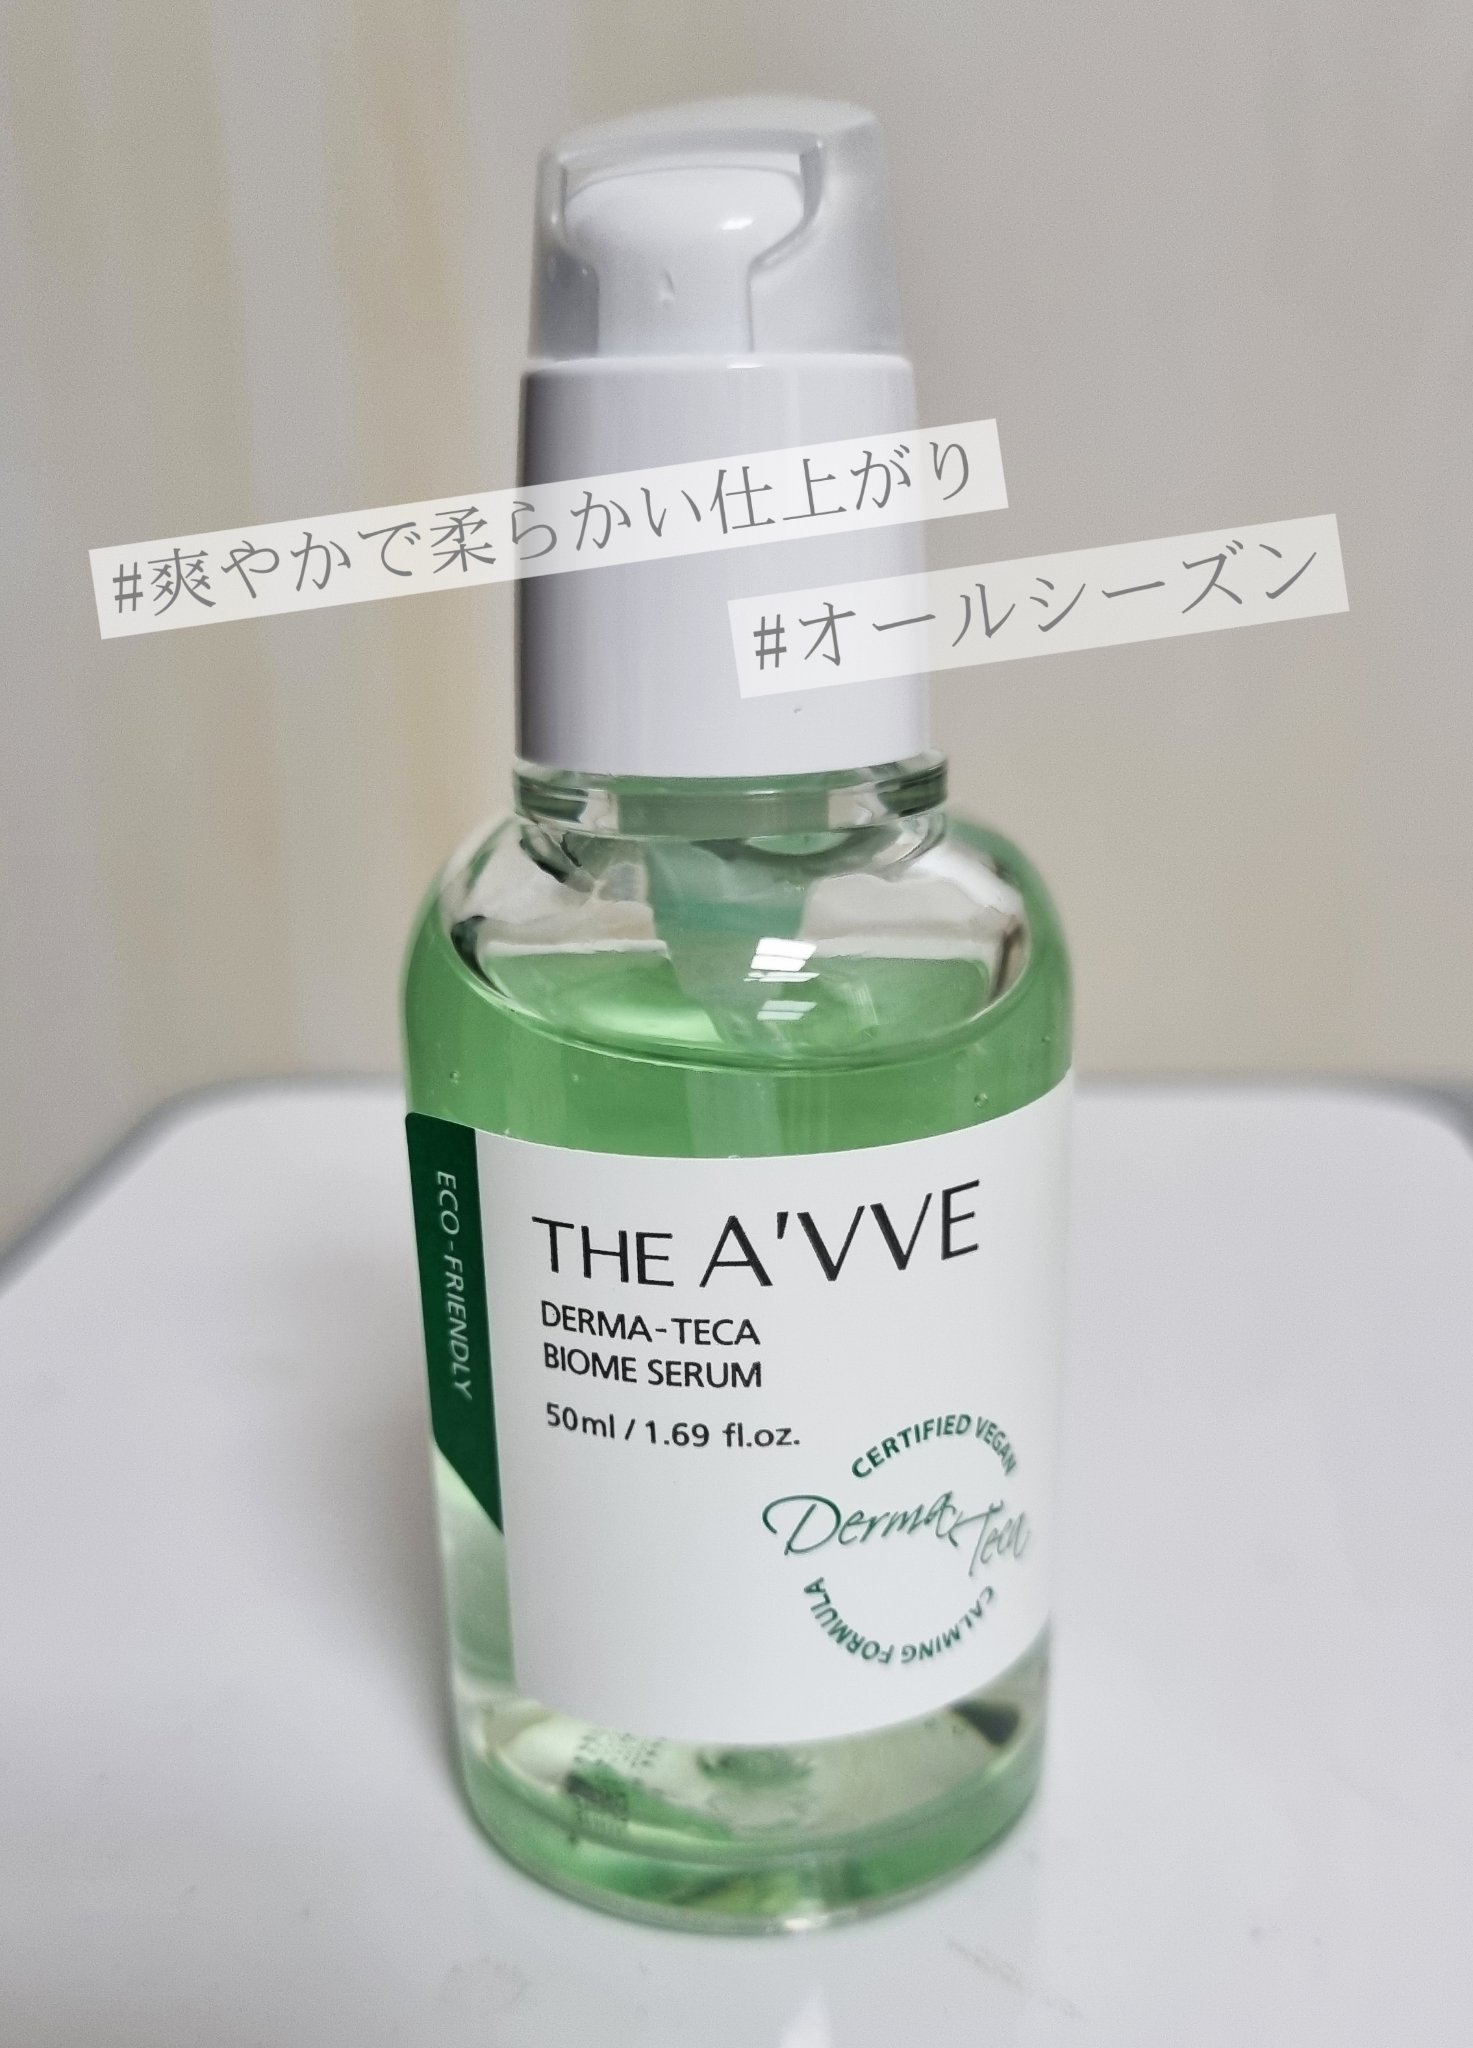 #爽やかで柔らかい仕上がり
#オールシーズン
ECO-FRIENDLY
THE A'VVE
DERMA-TECA
BIOME SERUM
50ml / 1.69 fl.oz.
CERTIFIED VEGAN
Derma-Teca
CALMING FORMULA